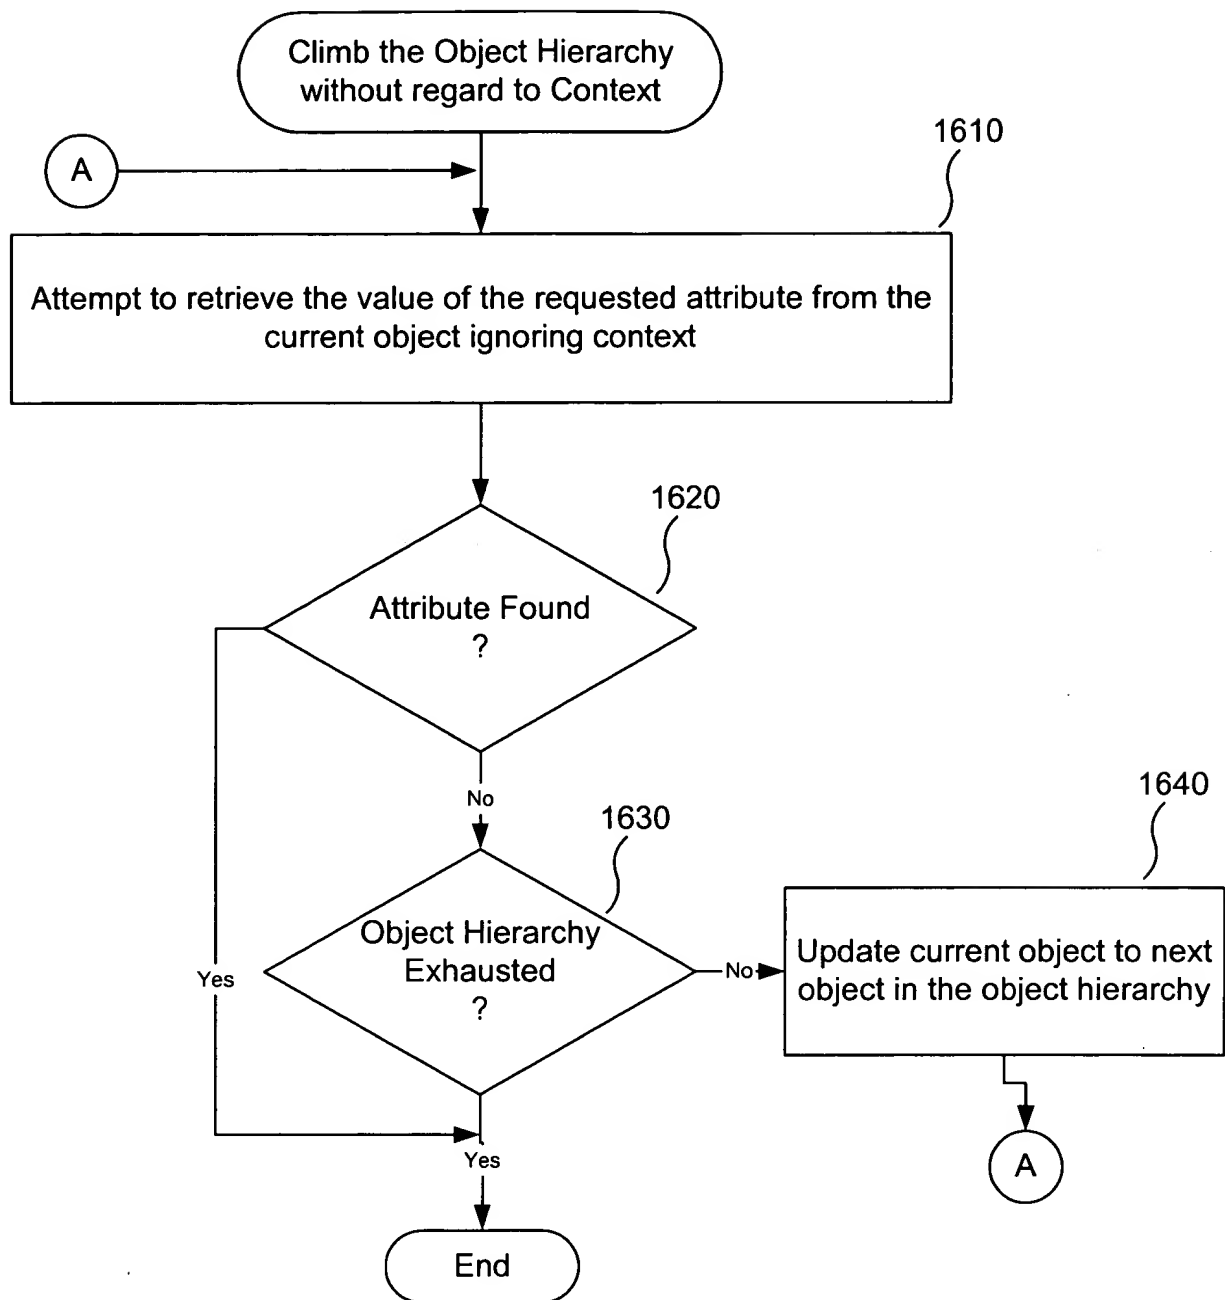 Climb the Object Hierarchy
without regard to Context
A
1610
Attempt to retrieve the value of the requested attribute from the
current object ignoring context
1620
Attribute Found
?
No
1630
1640
Object Hierarchy
Exhausted
?
No
Update current object to next
object in the object hierarchy
Yes
Yes
A
End